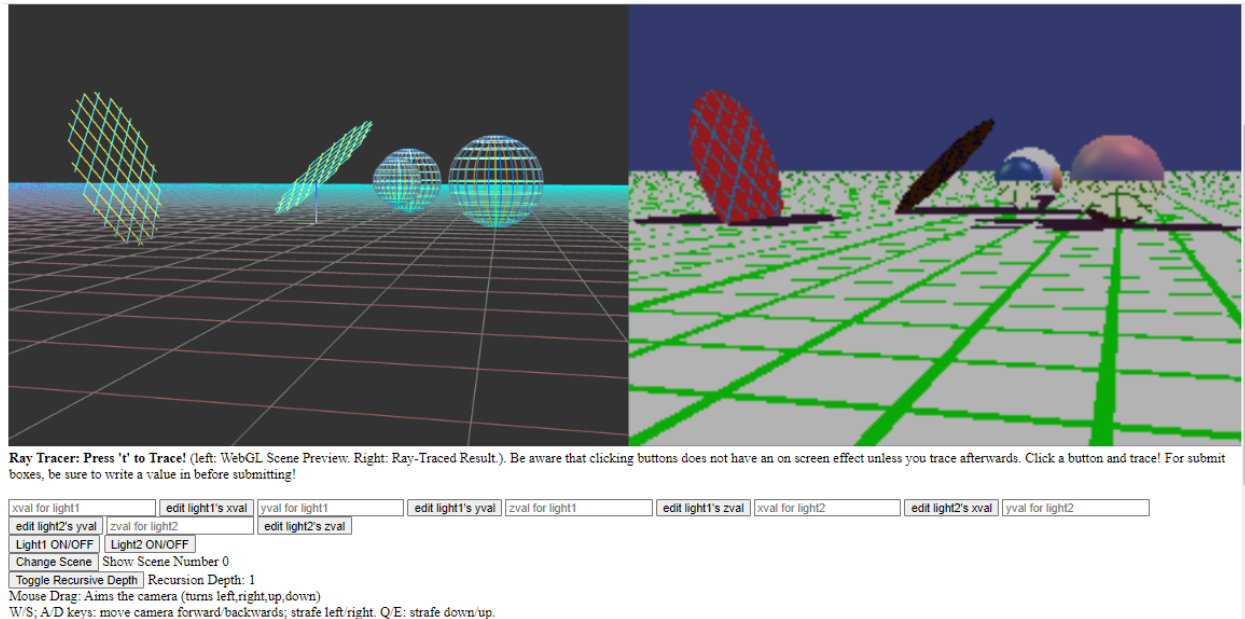 Ray Tracer: Press 't' to Trace! (left: WebGL Scene Preview. Right: Ray-Traced Result.). Be aware that clicking buttons does not have an on screen effect unless you trace afterwards. Click a button and trace! For submit
boxes, be sure to write a value in before submitting!
xval for light1 edit light1's xval yval for light1 edit light1's yval zval for light1 edit light1's zval xval for light2 edit light2's xval yval for light2
edit light2's yval zval for light2 edit light2's zval
Light1 ON/OFF Light2 ON/OFF
Change Scene Show Scene Number 0
Toggle Recursive Depth Recursion Depth: 1
Mouse Drag: Aims the camera (turns left,right,up,down)
W/S; A/D keys: move camera forward/backwards; strafe left/right. Q/E: strafe down/up.